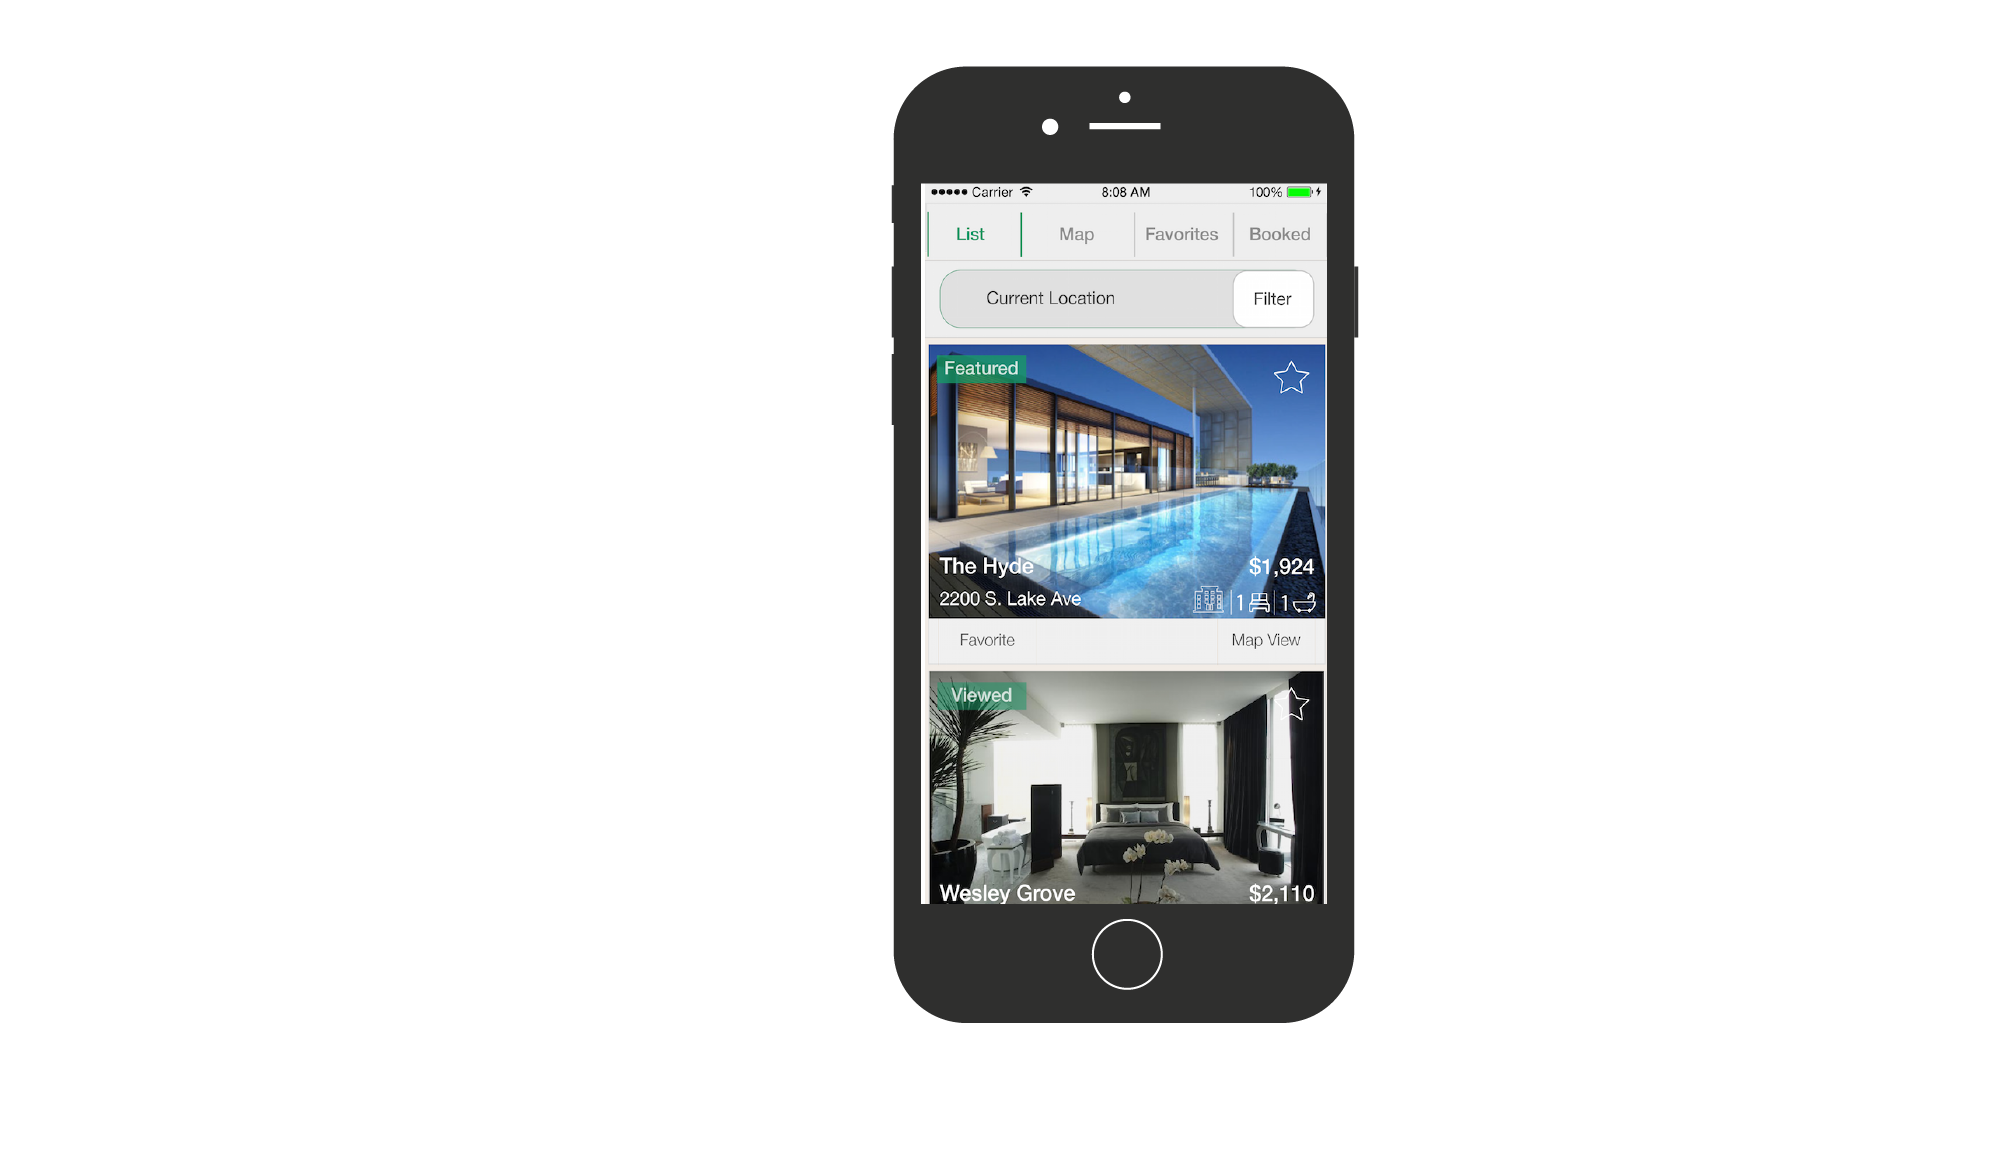 Carrier 8:08 AM 100%
List Map Favorites Booked
Current Location Filter
Featured
The Hyde $1,924
2200 S. Lake Ave 1 1
Favorite Map View
Viewed
Wesley Grove $2,110